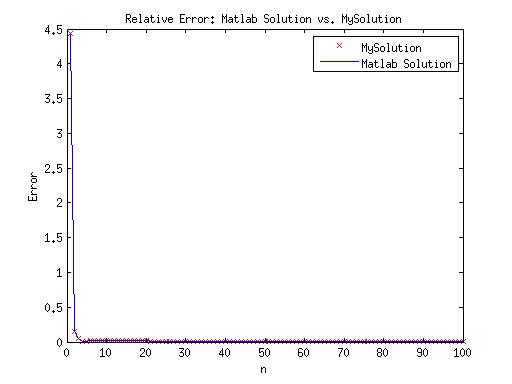 Relative Error: Matlab Solution vs. MySolution
MySolution
Matlab Solution
Error
4.5
4
3.5
3
2.5
2
1.5
1
0.5
0
0 10 20 30 40 50 60 70 80 90 100
n